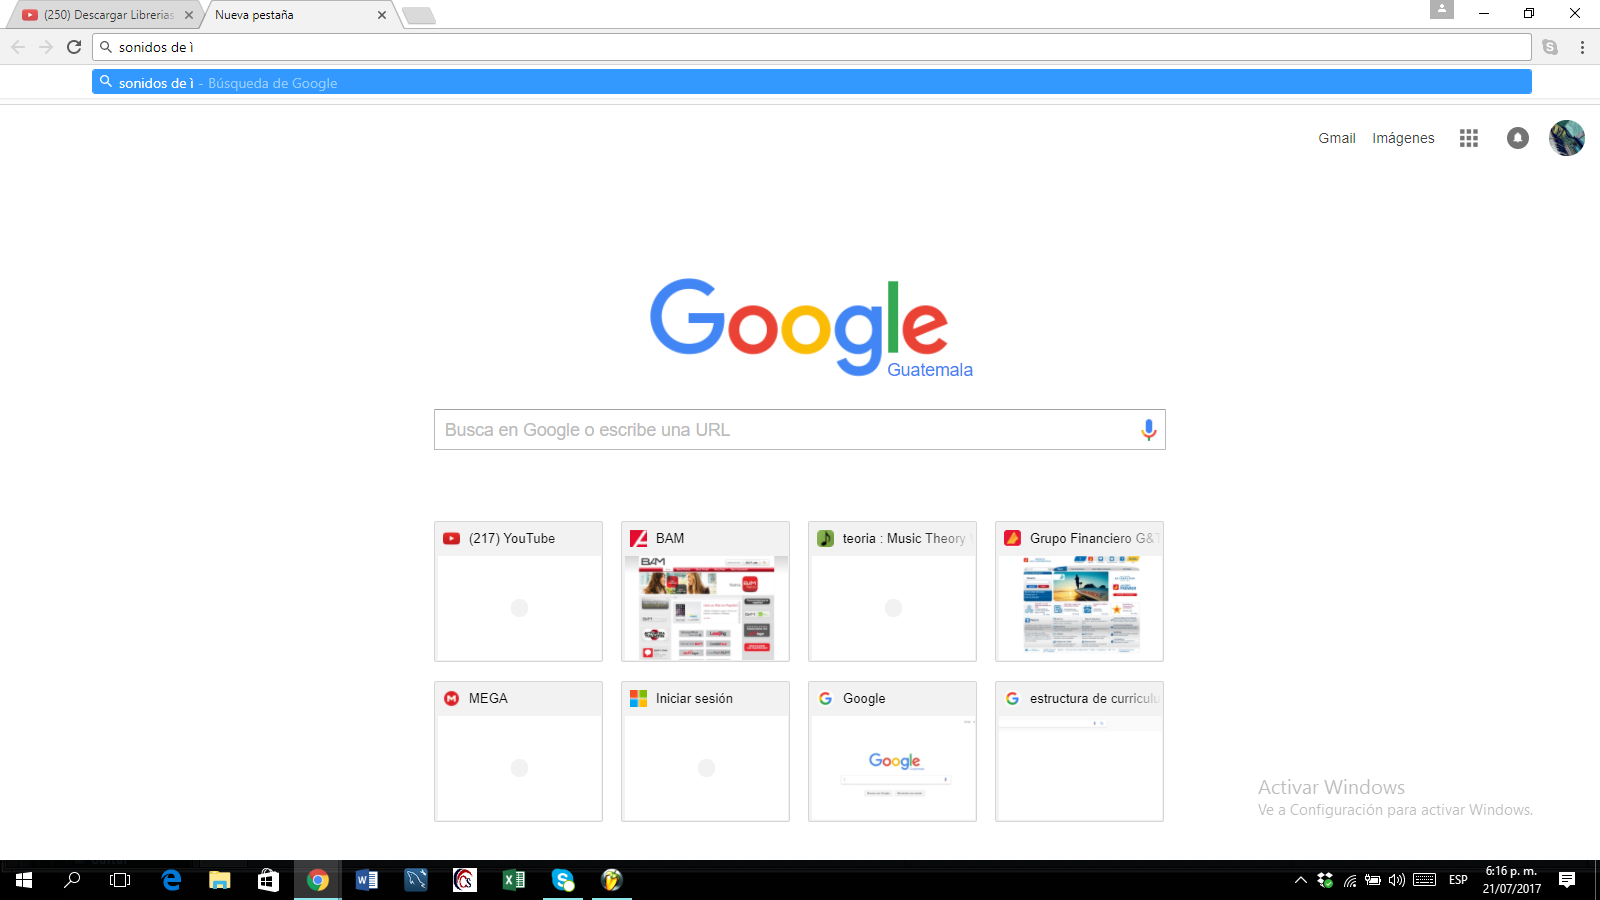 (250) Descargar Librerias
Nueva pestaña
sonidos de ì
sonidos de ì - Búsqueda de Google
Gmail Imágenes
Google
Guatemala
Busca en Google o escribe una URL
(217) YouTube
BAM
teoria : Music Theory
Grupo Financiero G&T
BAM
MEGA
Iniciar sesión
Google
estructura de curriculu
Google
Activar Windows
Ve a Configuración para activar Windows.
ESP
6:16 p. m.
21/07/2017